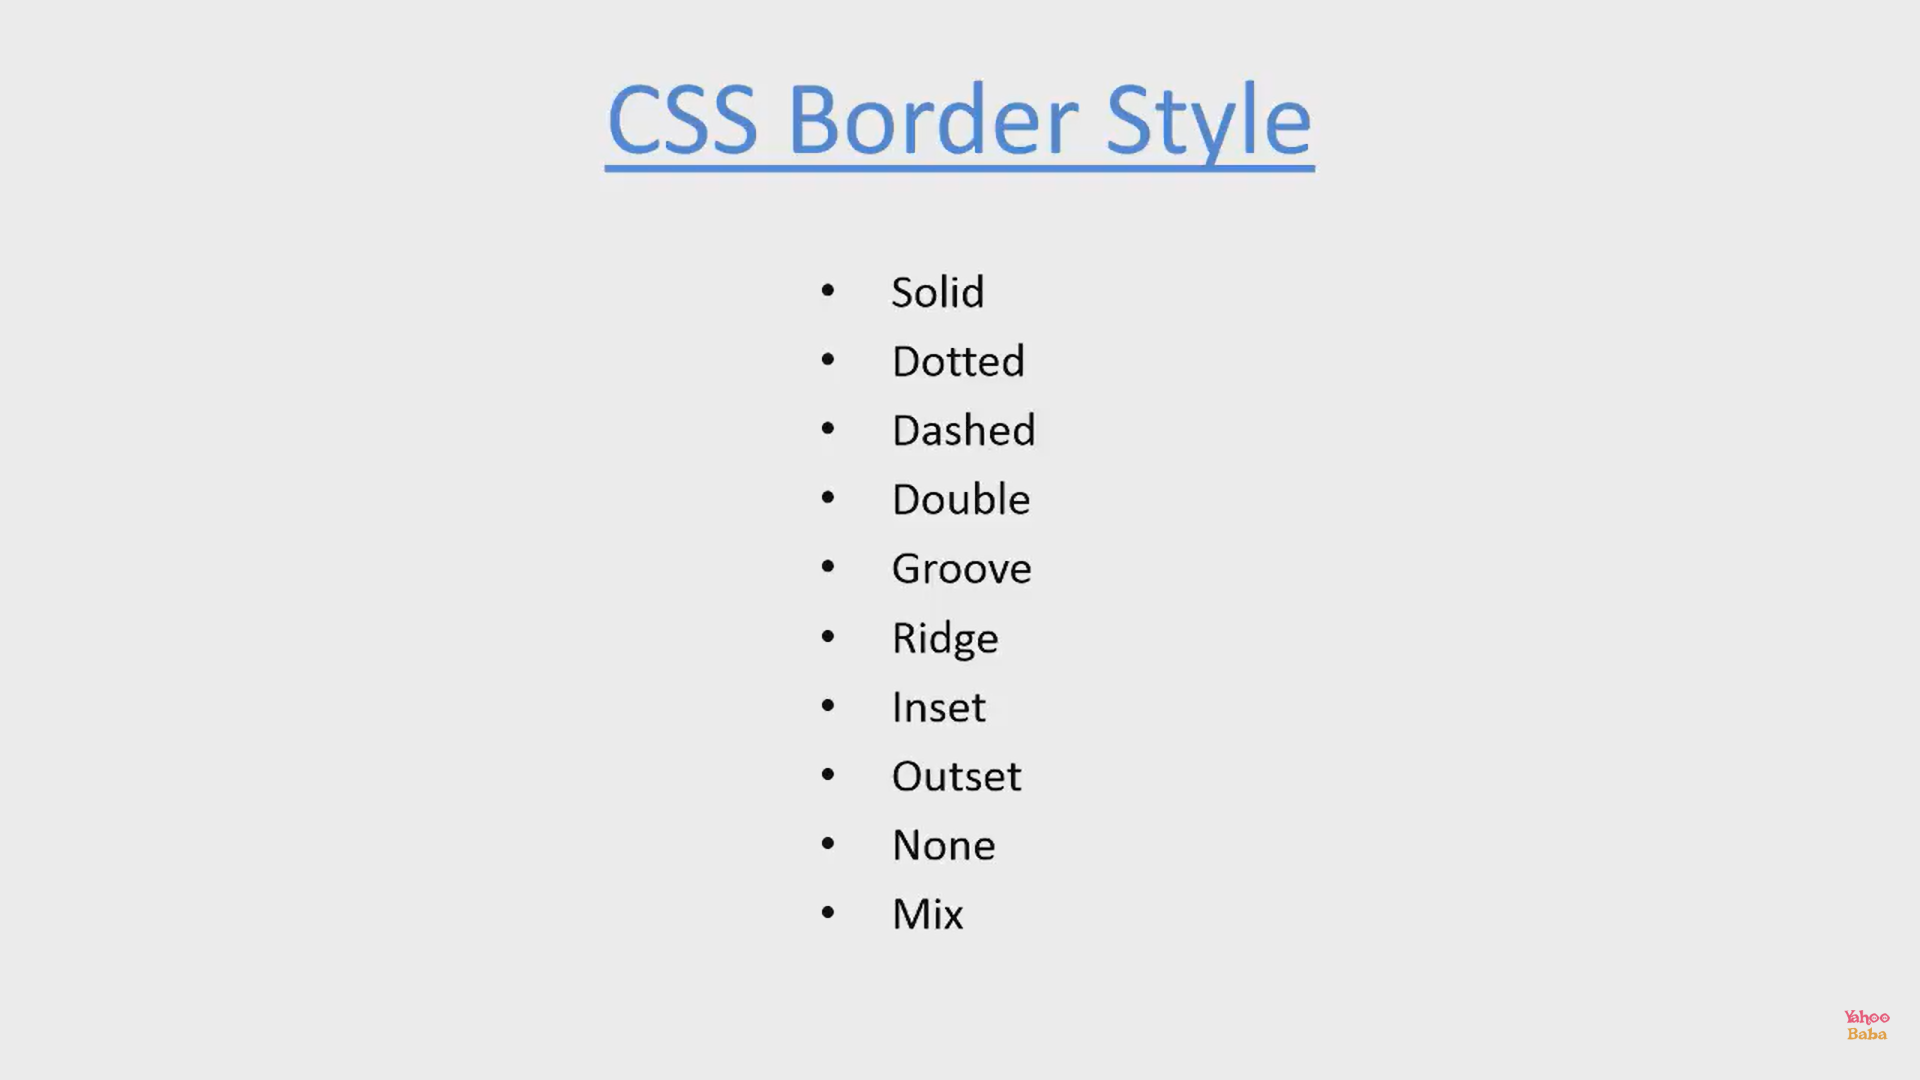 CSS Border Style
• Solid
• Dotted
• Dashed
• Double
• Groove
• Ridge
• Inset
• Outset
• None
• Mix
Yahoo
Baba